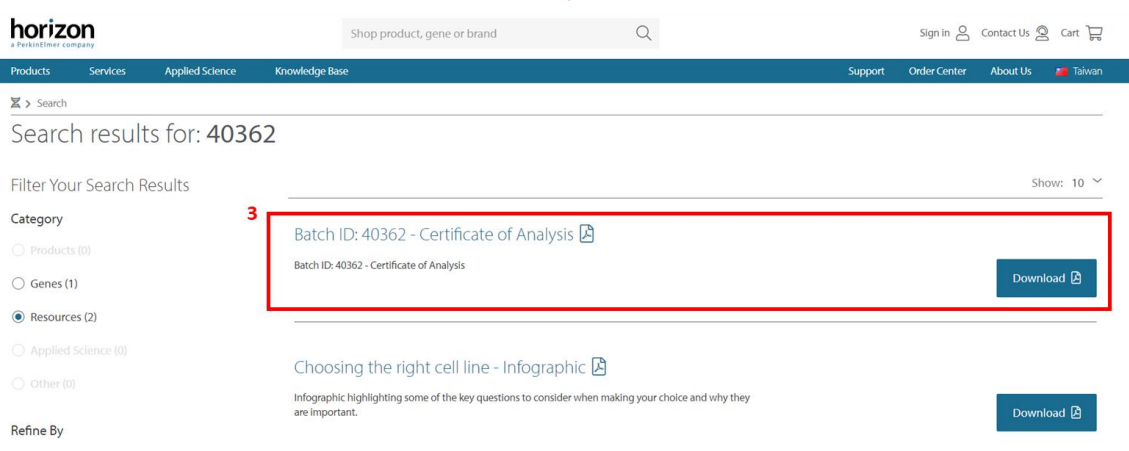 horizon
a PerkinElmer company
Shop product, gene or brand
Sign in
Contact Us
Cart
Products
Services
Applied Science
Knowledge Base
Support
Order Center
About Us
Taiwan
> Search
Search results for: 40362
Filter Your Search Results
Show: 10
Category
Products (0)
Genes (1)
Resources (2)
Applied Science (0)
Other (0)
Refine By
3
Batch ID: 40362 - Certificate of Analysis
Batch ID: 40362 - Certificate of Analysis
Download
Choosing the right cell line - Infographic
Infographic highlighting some of the key questions to consider when making your choice and why they
are important.
Download